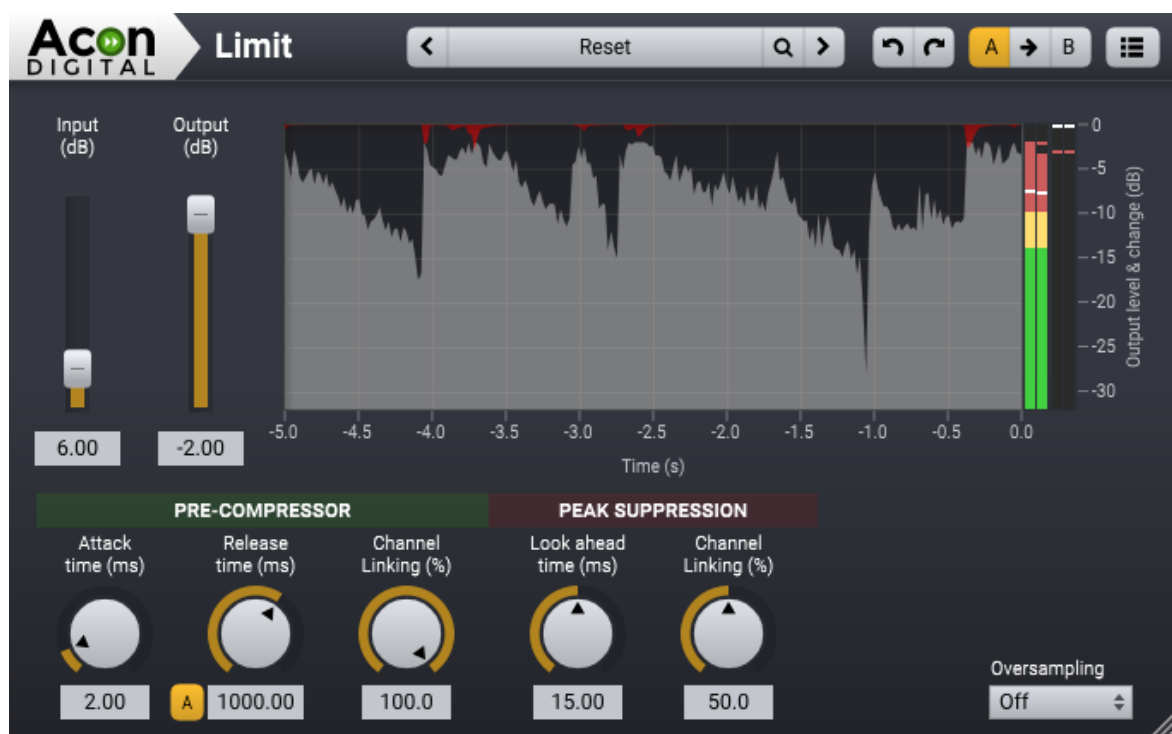 Acon
DIGITAL
Limit
Reset
A
B
Input
(dB)
Output
(dB)
6.00
-2.00
0
-5
-10
-15
-20
-25
-30
Output level & change (dB)
-5.0
-4.5
-4.0
-3.5
-3.0
-2.5
-2.0
-1.5
-1.0
-0.5
0.0
Time (s)
PRE-COMPRESSOR
PEAK SUPPRESSION
Attack
time (ms)
Release
time (ms)
Channel
Linking (%)
Look ahead
time (ms)
Channel
Linking (%)
2.00
A
1000.00
100.0
15.00
50.0
Oversampling
Off